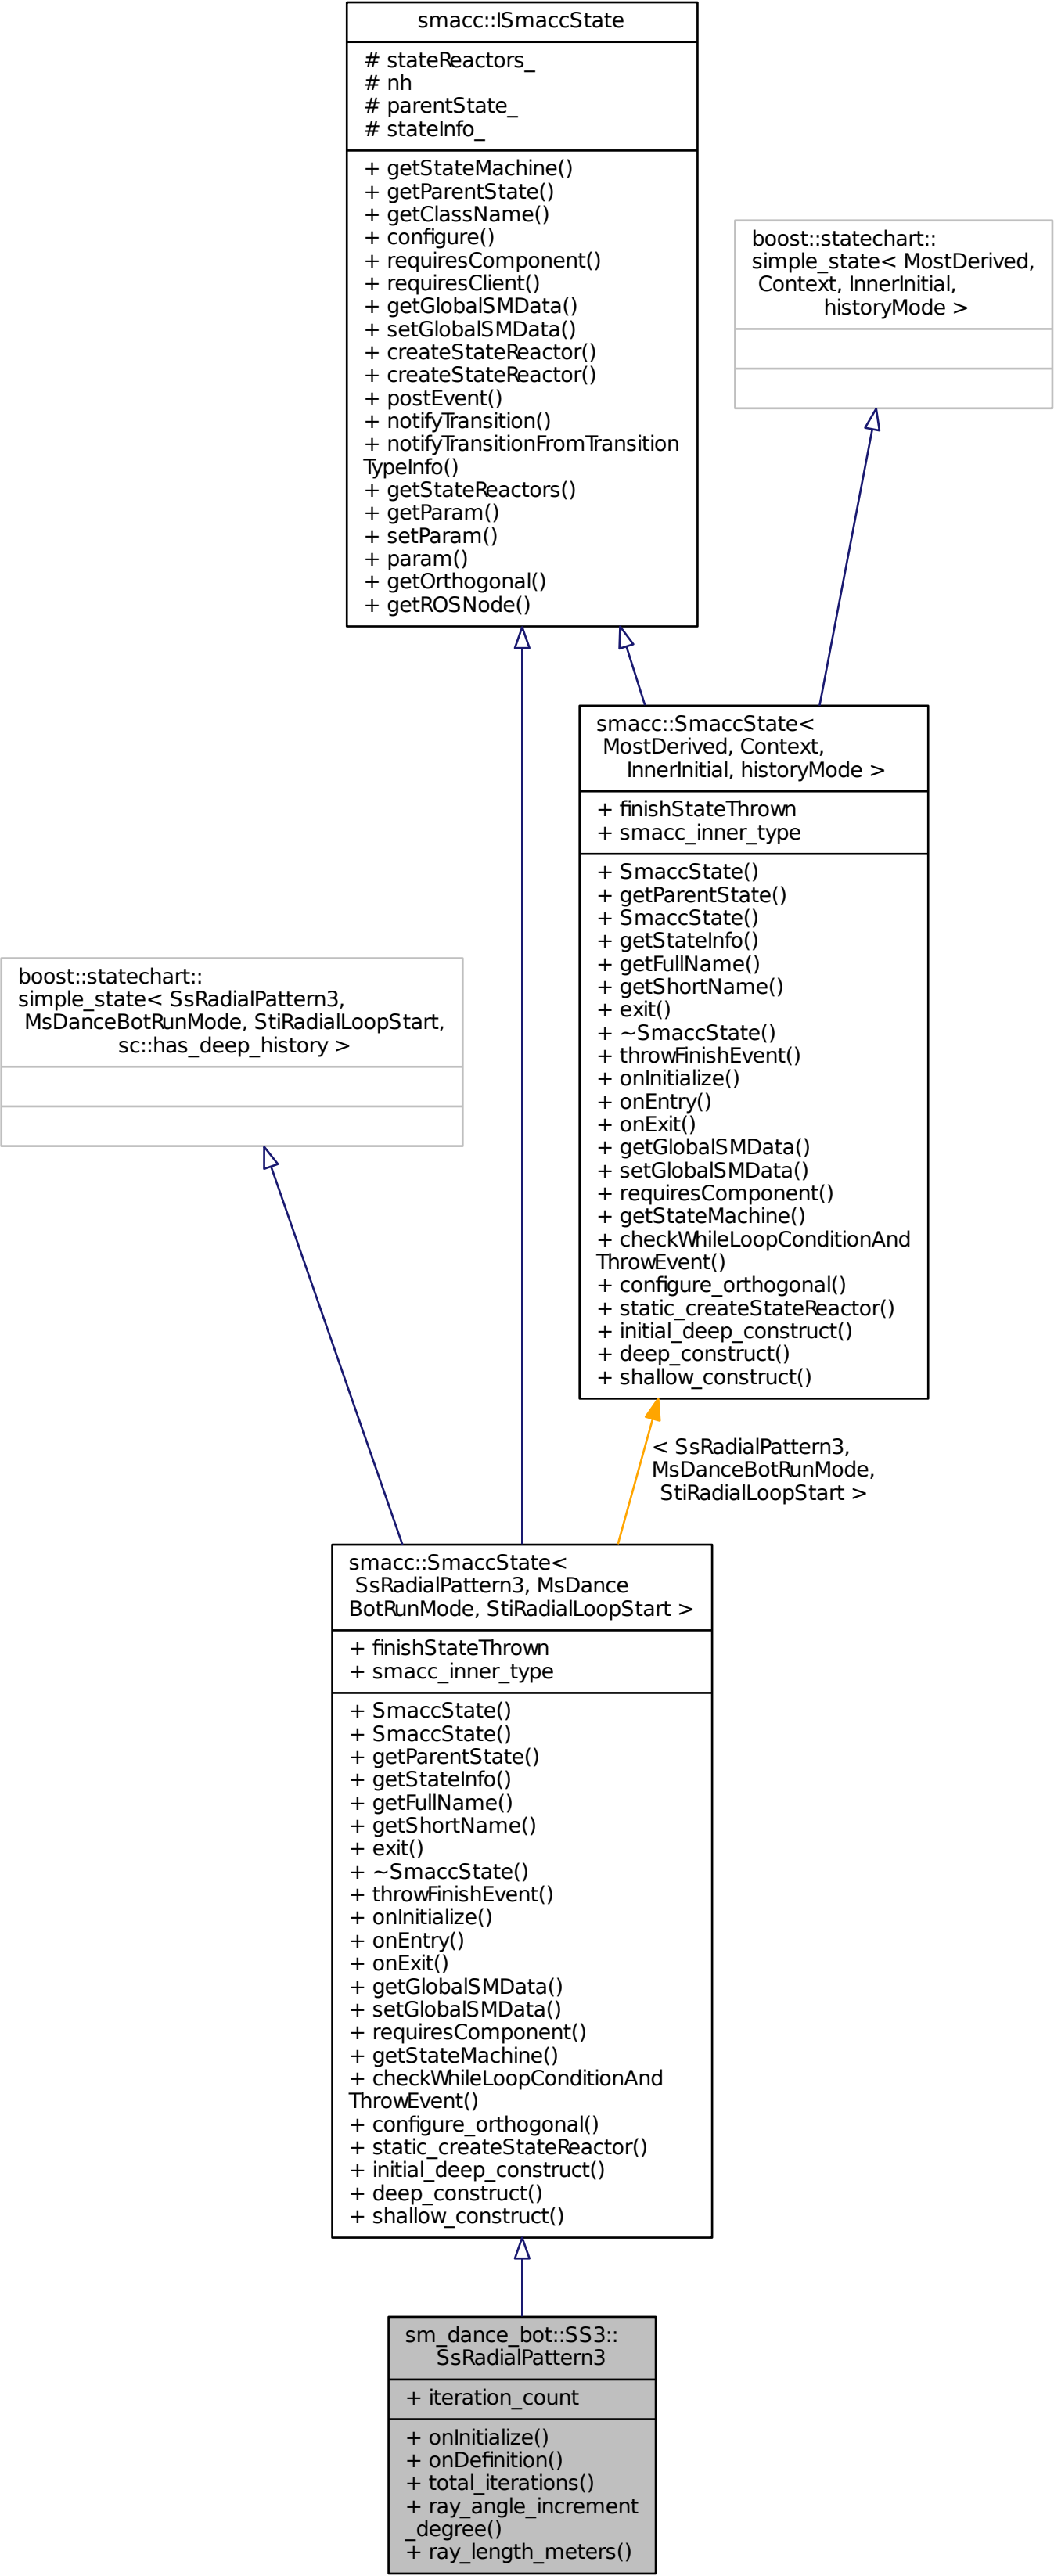 smacc::ISmaccState
# stateReactors_
# nh
# parentState_
# stateInfo_
+ getStateMachine()
+ getParentState()
+ getClassName()
+ configure()
+ requiresComponent()
+ requiresClient()
+ getGlobalSMData()
+ setGlobalSMData()
+ createStateReactor()
+ createStateReactor()
+ postEvent()
+ notifyTransition()
+ notifyTransitionFromTransition
TypeInfo()
+ getStateReactors()
+ getParam()
+ setParam()
+ param()
+ getOrthogonal()
+ getROSNode()
boost::statechart::
simple_state< MostDerived,
Context, InnerInitial,
historyMode >
smacc::SmaccState<
MostDerived, Context,
InnerInitial, historyMode >
+ finishStateThrown
+ smacc_inner_type
+ SmaccState()
+ getParentState()
+ SmaccState()
+ getStateInfo()
+ getFullName()
+ getShortName()
+ exit()
+ ~SmaccState()
+ throwFinishEvent()
+ onInitialize()
+ onEntry()
+ onExit()
+ getGlobalSMData()
+ setGlobalSMData()
+ requiresComponent()
+ getStateMachine()
+ checkWhileLoopConditionAnd
ThrowEvent()
+ configure_orthogonal()
+ static_createStateReactor()
+ initial_deep_construct()
+ deep_construct()
+ shallow_construct()
boost::statechart::
simple_state< SsRadialPattern3,
MsDanceBotRunMode, StiRadialLoopStart,
sc::has_deep_history >
< SsRadialPattern3,
MsDanceBotRunMode,
StiRadialLoopStart >
smacc::SmaccState<
SsRadialPattern3, MsDance
BotRunMode, StiRadialLoopStart >
+ finishStateThrown
+ smacc_inner_type
+ SmaccState()
+ SmaccState()
+ getParentState()
+ getStateInfo()
+ getFullName()
+ getShortName()
+ exit()
+ ~SmaccState()
+ throwFinishEvent()
+ onInitialize()
+ onEntry()
+ onExit()
+ getGlobalSMData()
+ setGlobalSMData()
+ requiresComponent()
+ getStateMachine()
+ checkWhileLoopConditionAnd
ThrowEvent()
+ configure_orthogonal()
+ static_createStateReactor()
+ initial_deep_construct()
+ deep_construct()
+ shallow_construct()
sm_dance_bot::SS3::
SsRadialPattern3
+ iteration_count
+ onInitialize()
+ onDefinition()
+ total_iterations()
+ ray_angle_increment
_degree()
+ ray_length_meters()